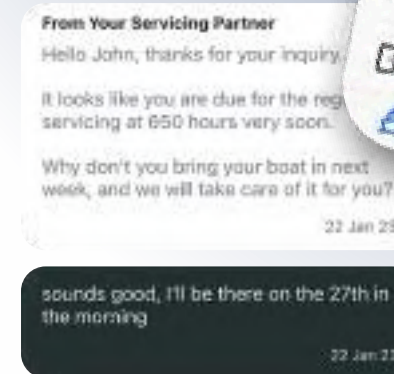 From Your Servicing Partner
Hello John, thanks for your inquiry.
It looks like you are due for the reg
servicing at 650 hours very soon.
Why don't you bring your boat in next
week, and we will take care of it for you?
22 Jan
sounds good, I'll be there on the 27th in
the morning
22 Jan